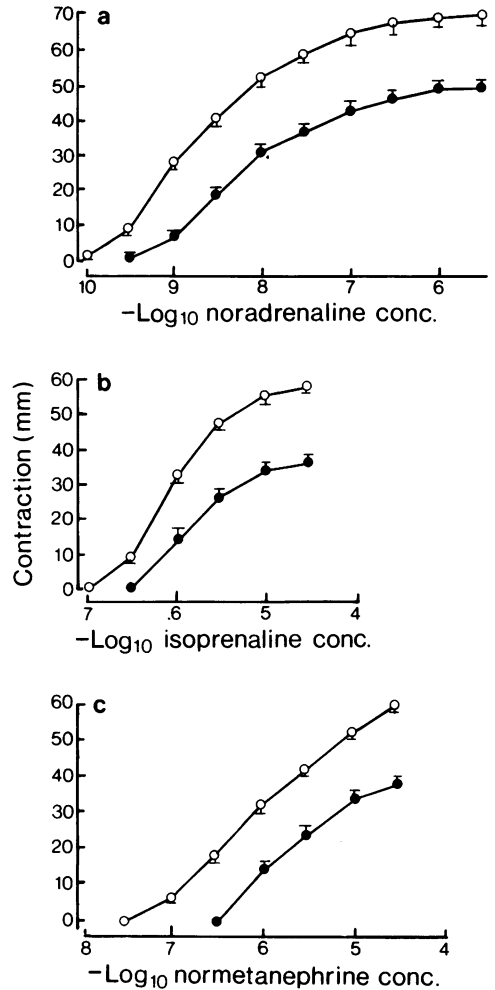 a
70
60
50
40
30
20
10
0
10 9 8 7 6
-Log10 noradrenaline conc.
Contraction (mm)
b
60
50
40
30
20
10
0
7 .6 5 4
-Log10 isoprenaline conc.
c
60
50
40
30
20
10
0
8 7 6 5 4
-Log10 normetanephrine conc.